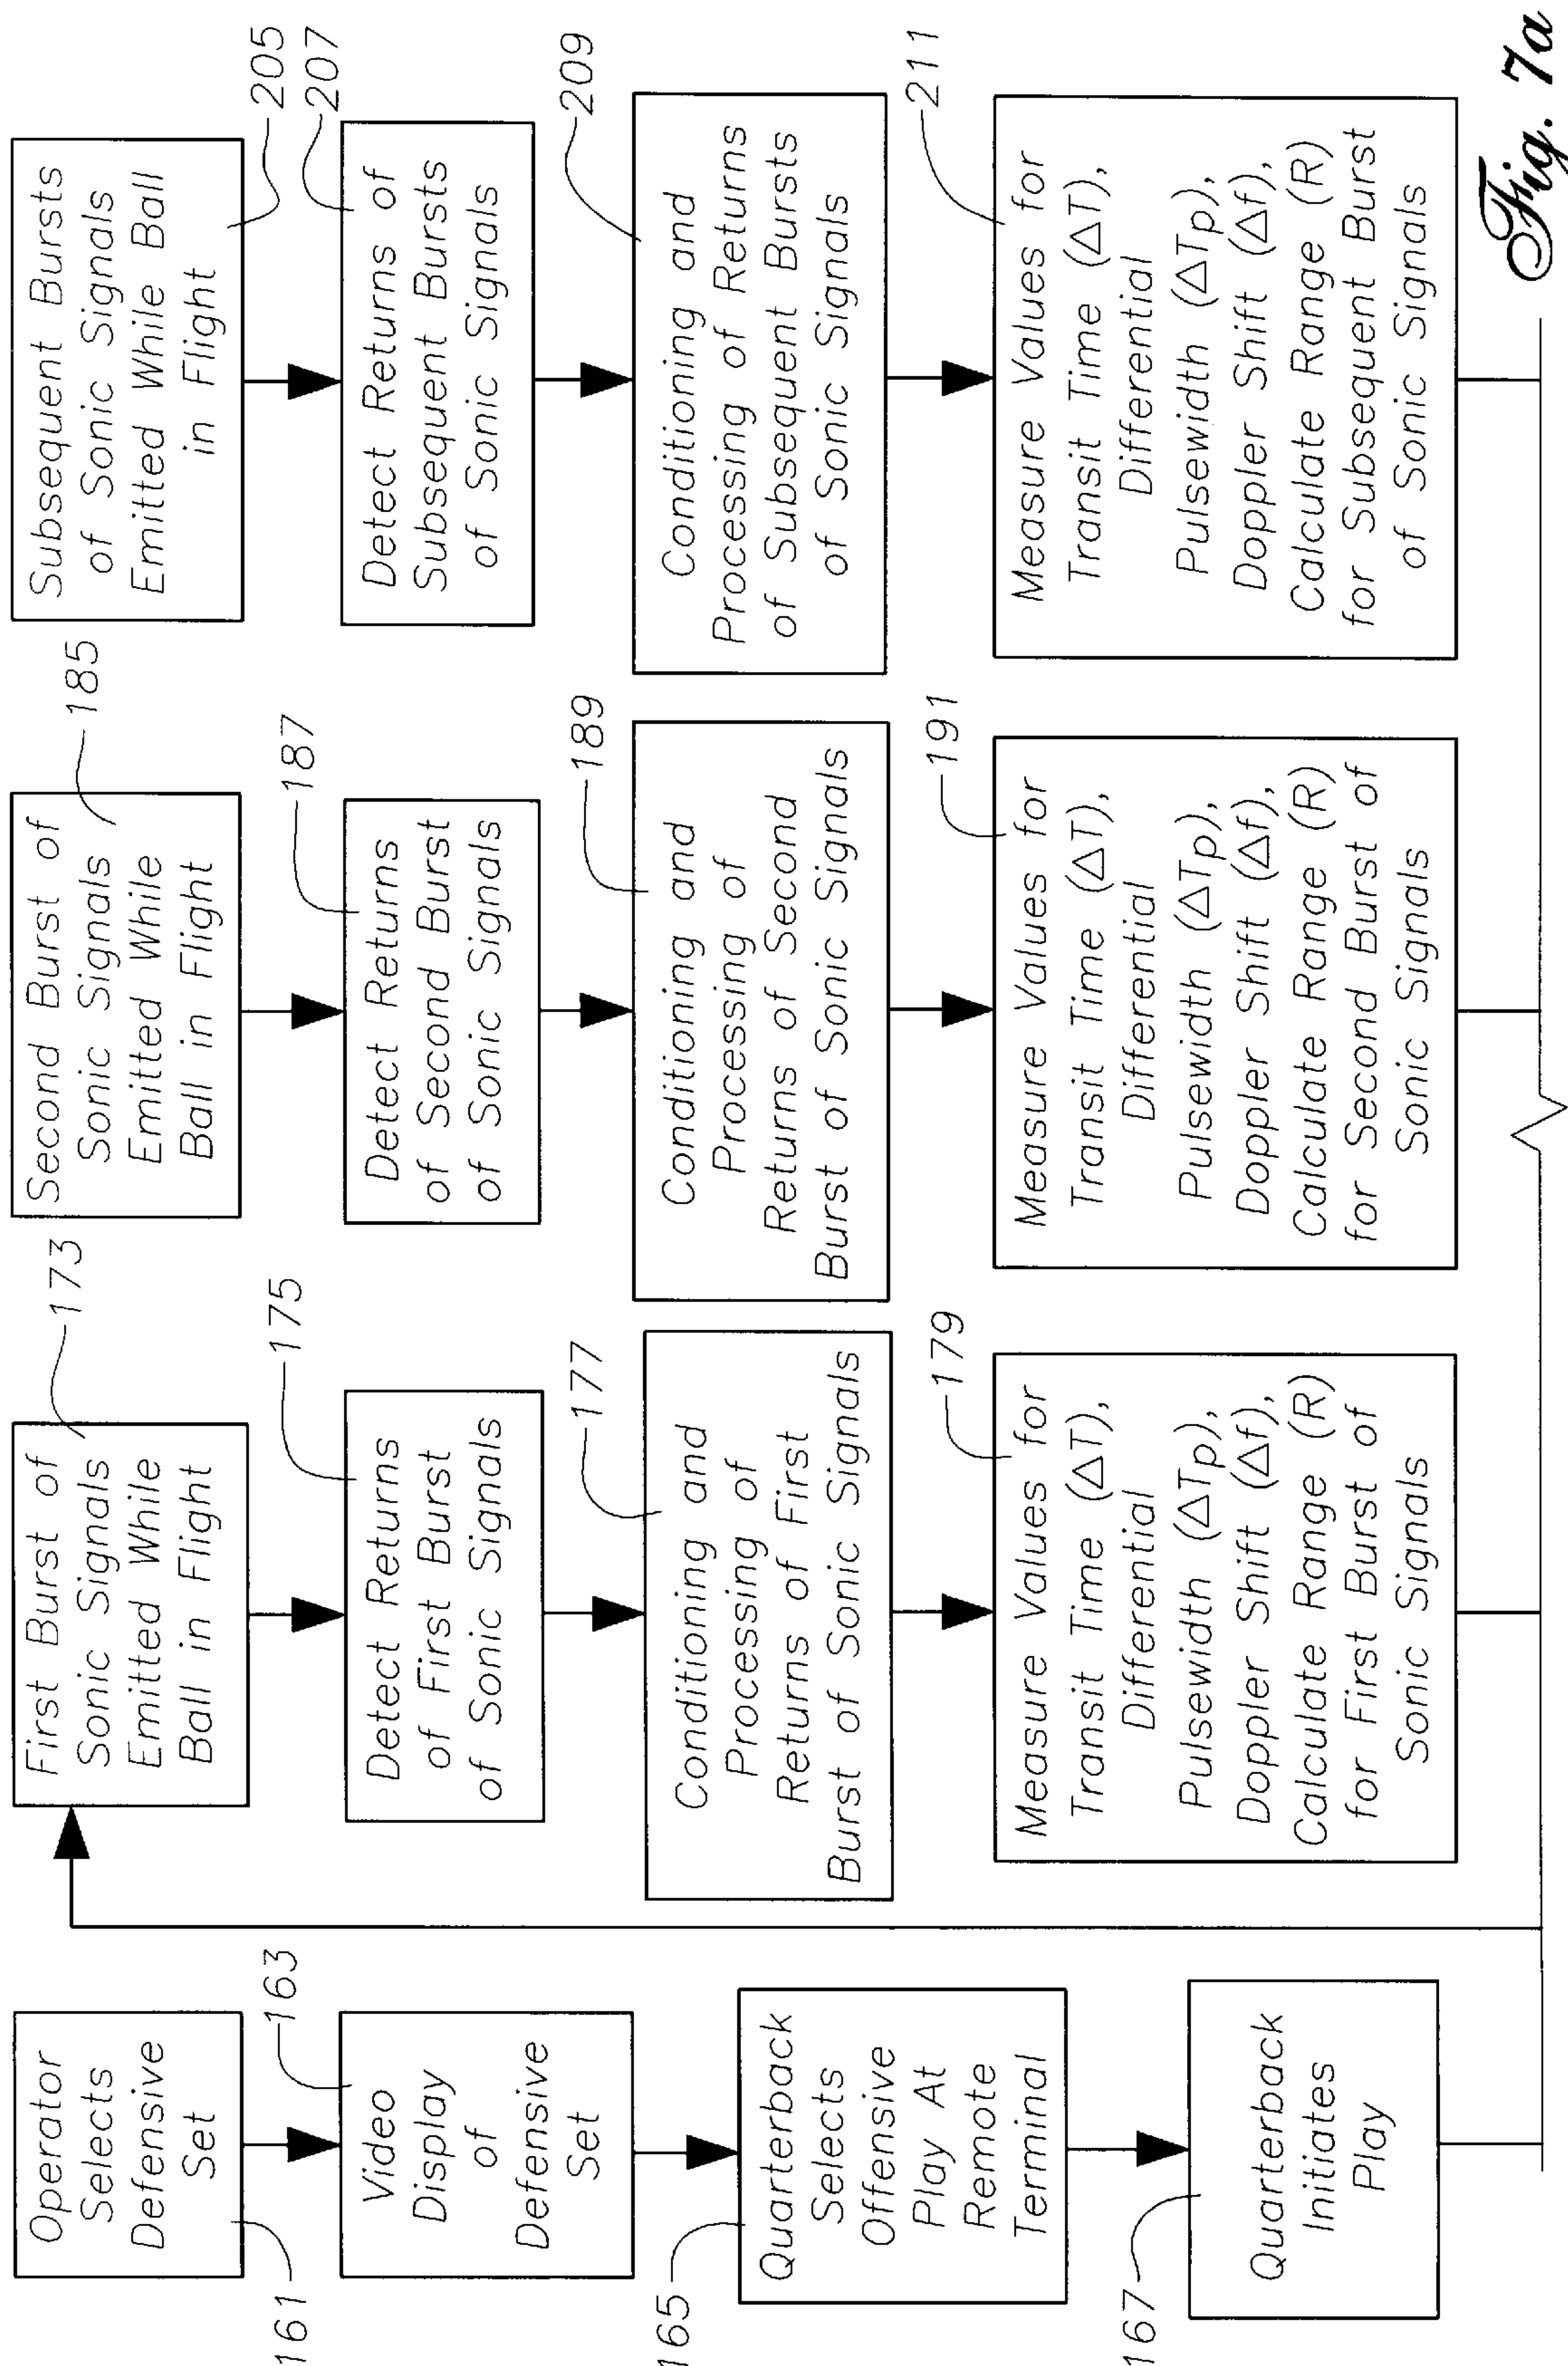 Operator
Selects
Defensive
Set
161
163
Video
Display
of
Defensive
Set
165
Quarterback
Selects
Offensive
Play At
Remote
Terminal
167
Quarterback
Initiates
Play
First Burst of
Sonic Signals
Emitted While
Ball in Flight
173
Detect Returns
of First Burst
of Sonic Signals
175
Conditioning and
Processing of
Returns of First
Burst of Sonic Signals
177
Measure Values for
Transit Time (ΔT),
Differential
Pulsewidth (ΔTp),
Doppler Shift (Δf),
Calculate Range (R)
for First Burst of
Sonic Signals
179
Second Burst of
Sonic Signals
Emitted While
Ball in Flight
185
Detect Returns
of Second Burst
of Sonic Signals
187
Conditioning and
Processing of
Returns of Second
Burst of Sonic Signals
189
Measure Values for
Transit Time (ΔT),
Differential
Pulsewidth (ΔTp),
Doppler Shift (Δf),
Calculate Range (R)
for Second Burst of
Sonic Signals
191
Subsequent Bursts
of Sonic Signals
Emitted While Ball
in Flight
205
Detect Returns of
Subsequent Bursts
of Sonic Signals
207
Conditioning and
Processing of Returns
of Subsequent Bursts
of Sonic Signals
209
Measure Values for
Transit Time (ΔT),
Differential
Pulsewidth (ΔTp),
Doppler Shift (Δf),
Calculate Range (R)
for Subsequent Burst
of Sonic Signals
211
Fig. 7a